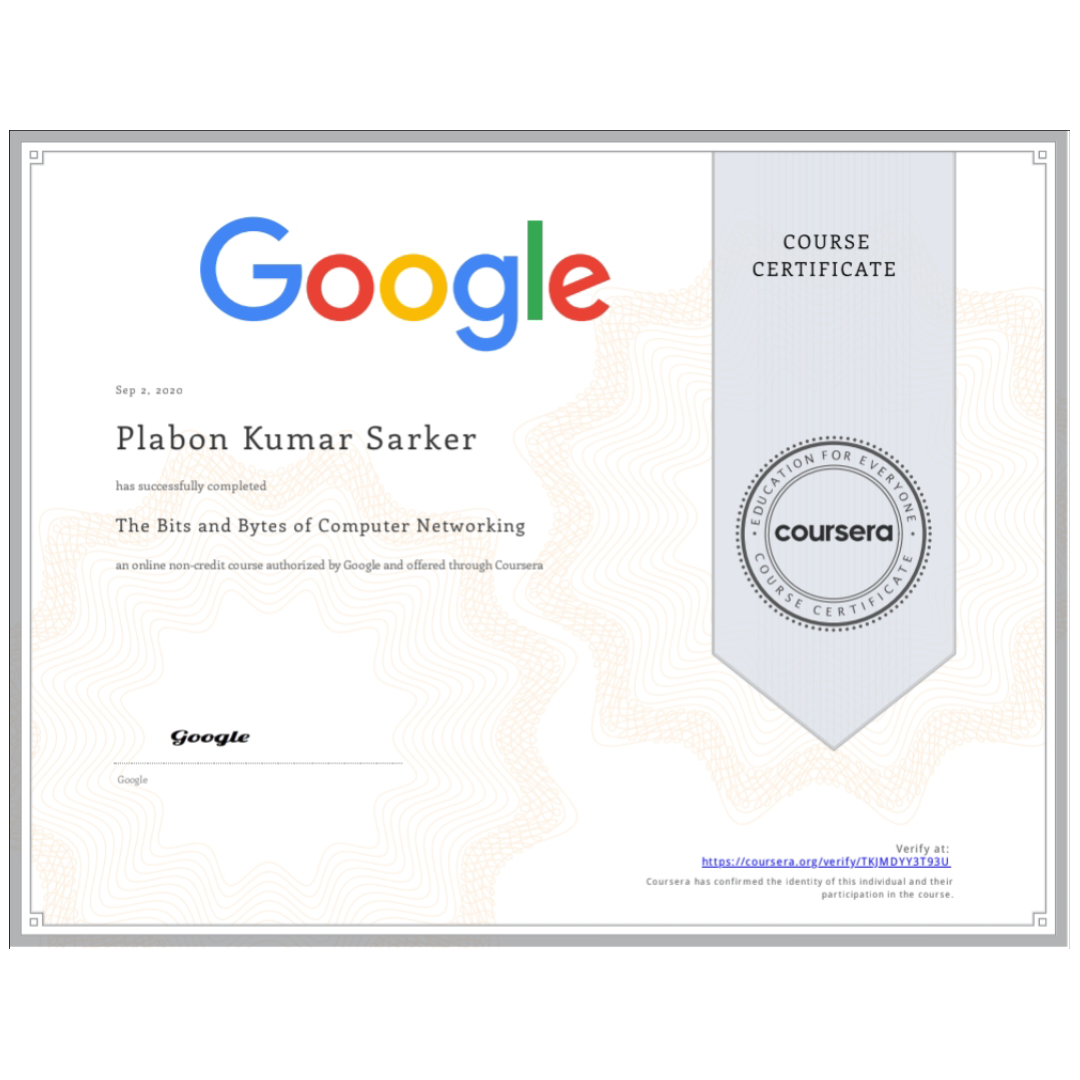 Google
COURSE
CERTIFICATE
Sep 2, 2020
Plabon Kumar Sarker
has successfully completed
The Bits and Bytes of Computer Networking
an online non-credit course authorized by Google and offered through Coursera
EDUCATION FOR EVERYONE
coursera
COURSE CERTIFICATE
Google
Google
Verify at:
https://coursera.org/verify/TKJMDYY3T93U
Coursera has confirmed the identity of this individual and their
participation in the course.